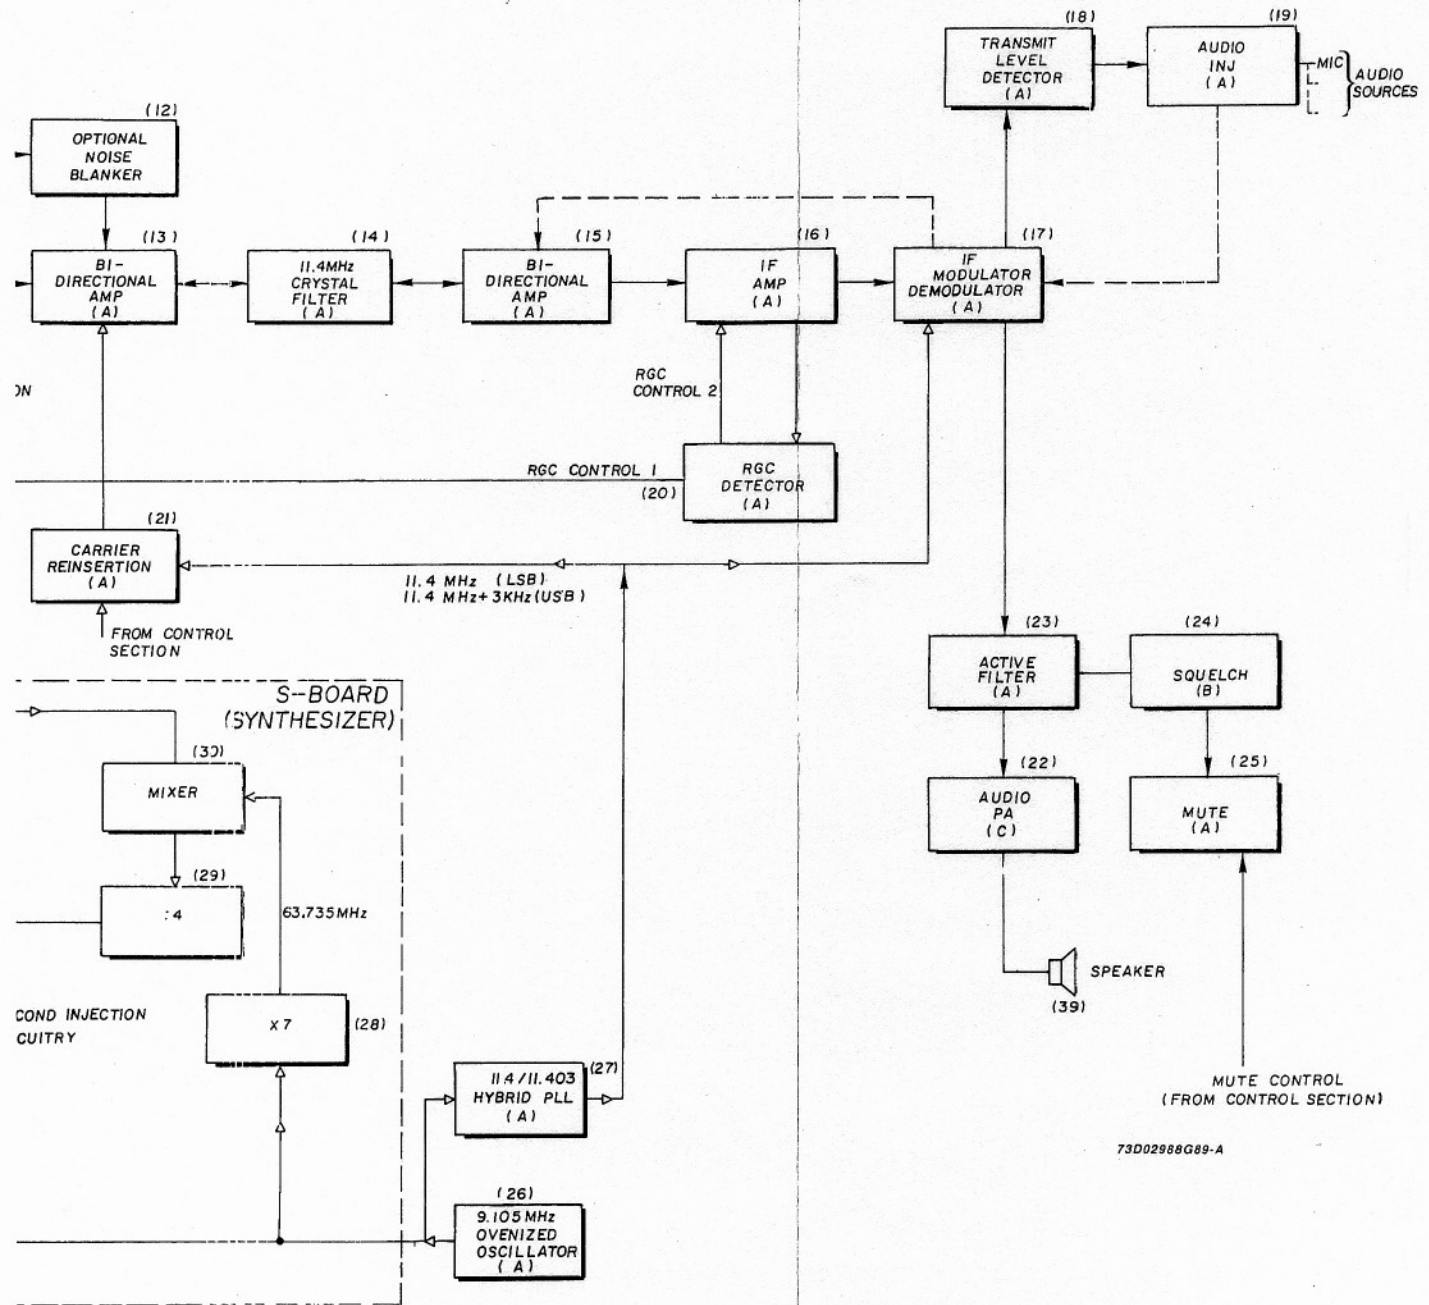 (18)
TRANSMIT
LEVEL
DETECTOR
(A)
(19)
AUDIO
INJ
(A)
MIC
AUDIO
SOURCES
(12)
OPTIONAL
NOISE
BLANKER
(13)
BI-
DIRECTIONAL
AMP
(A)
(14)
11.4MHz
CRYSTAL
FILTER
(A)
(15)
BI-
DIRECTIONAL
AMP
(A)
(16)
IF
AMP
(A)
(17)
IF
MODULATOR
DEMODULATOR
(A)
ON
RGC
CONTROL 2
RGC CONTROL 1
(20)
RGC
DETECTOR
(A)
(21)
CARRIER
REINSERTION
(A)
11.4 MHz (LSB)
11.4 MHz+3KHz(USB)
FROM CONTROL
SECTION
S--BOARD
(SYNTHESIZER)
(30)
MIXER
(29)
:4
63.735MHz
COND INJECTION
CUITRY
X7
(28)
11.4/11.403
HYBRID PLL
(A)
(27)
(26)
9.105MHz
OVENIZED
OSCILLATOR
(A)
(23)
ACTIVE
FILTER
(A)
(24)
SQUELCH
(B)
(22)
AUDIO
PA
(C)
(25)
MUTE
(A)
SPEAKER
(39)
MUTE CONTROL
(FROM CONTROL SECTION)
73D02988G89-A